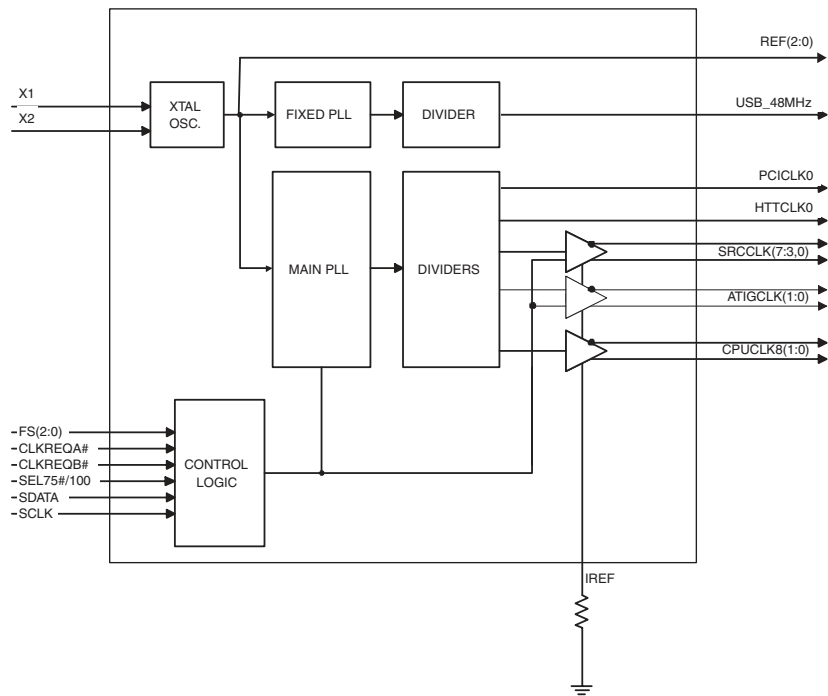 REF(2:0)
X1
XTAL
OSC.
FIXED PLL
DIVIDER
USB_48MHz
X2
PCICLK0
HTTCLK0
MAIN PLL
DIVIDERS
SRCCLK(7:3,0)
ATIGCLK(1:0)
CPUCLK8(1:0)
FS(2:0)
CLKREQA#
CLKREQB#
SEL75#/100
SDATA
SCLK
CONTROL
LOGIC
IREF